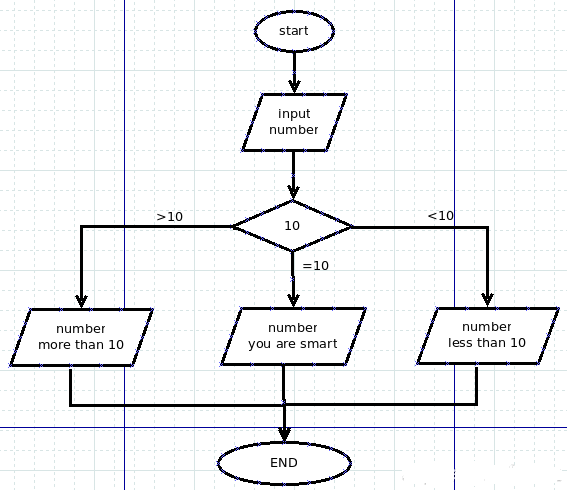 start
input
number
>10
<10
10
=10
number
more than 10
number
you are smart
number
less than 10
END